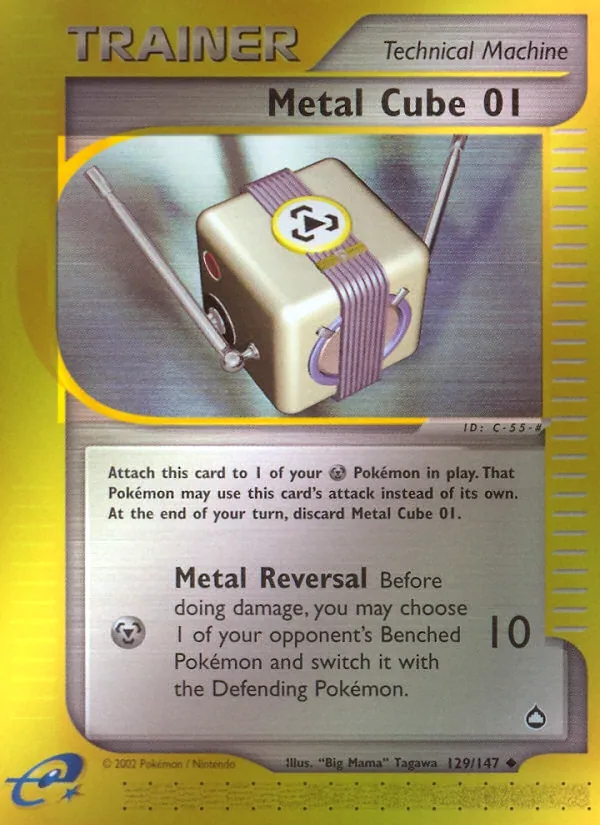 TRAINER
Technical Machine
Metal Cube 01
ID: C-55-#
Attach this card to 1 of your Pokémon in play. That
Pokémon may use this card's attack instead of its own.
At the end of your turn, discard Metal Cube 01.
Metal Reversal Before
doing damage, you may choose
1 of your opponent's Benched
Pokémon and switch it with
the Defending Pokémon.
10
© 2002 Pokémon / Nintendo
Illus. "Big Mama" Tagawa 129/147
e